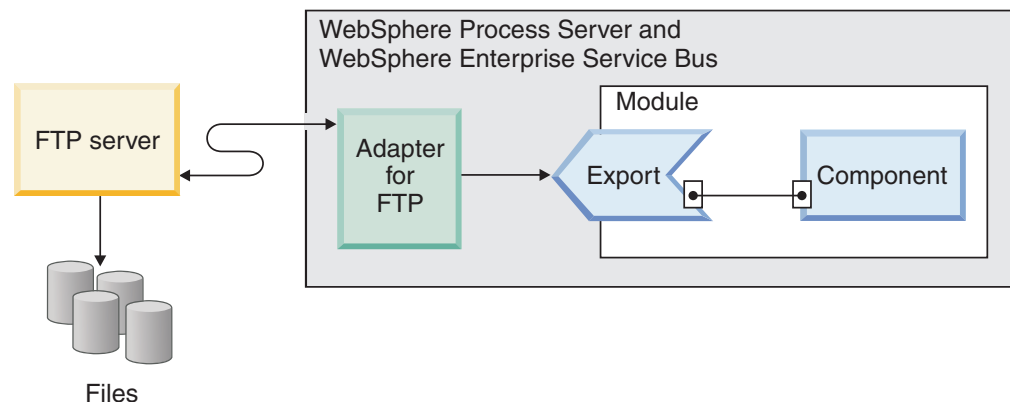 WebSphere Process Server and
WebSphere Enterprise Service Bus
Module
FTP server
Adapter
for
FTP
Export
Component
Files